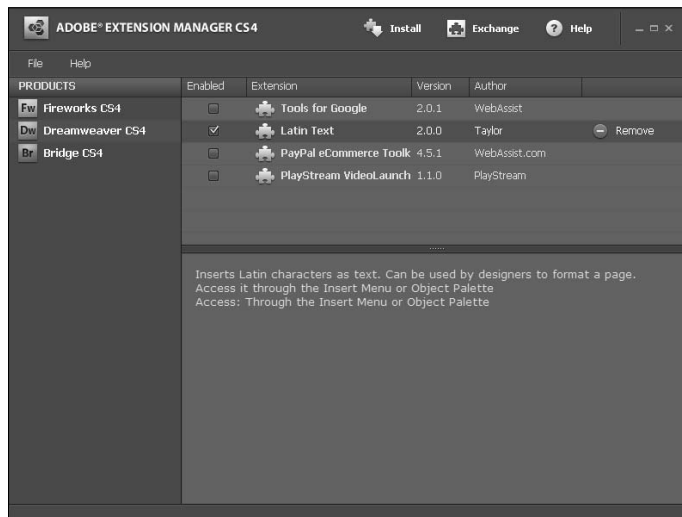 ADOBE® EXTENSION MANAGER CS4 Install Exchange ? Help
File Help
PRODUCTS Enabled Extension Version Author
Fw Fireworks CS4 Tools for Google 2.0.1 WebAssist
Dw Dreamweaver CS4 Latin Text 2.0.0 Taylor Remove
Br Bridge CS4 PayPal eCommerce Toolk 4.5.1 WebAssist.com
PlayStream VideoLaunch 1.1.0 PlayStream
Inserts Latin characters as text. Can be used by designers to format a page.
Access it through the Insert Menu or Object Palette
Access: Through the Insert Menu or Object Palette